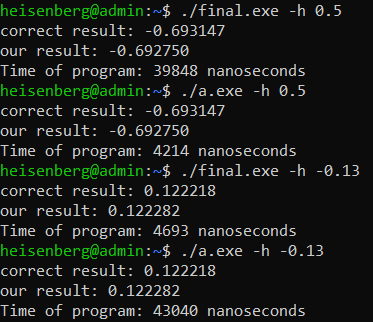 heisenberg@admin:~$ ./final.exe -h 0.5
correct result: -0.693147
our result: -0.692750
Time of program: 39848 nanoseconds
heisenberg@admin:~$ ./a.exe -h 0.5
correct result: -0.693147
our result: -0.692750
Time of program: 4214 nanoseconds
heisenberg@admin:~$ ./final.exe -h -0.13
correct result: 0.122218
our result: 0.122282
Time of program: 4693 nanoseconds
heisenberg@admin:~$ ./a.exe -h -0.13
correct result: 0.122218
our result: 0.122282
Time of program: 43040 nanoseconds